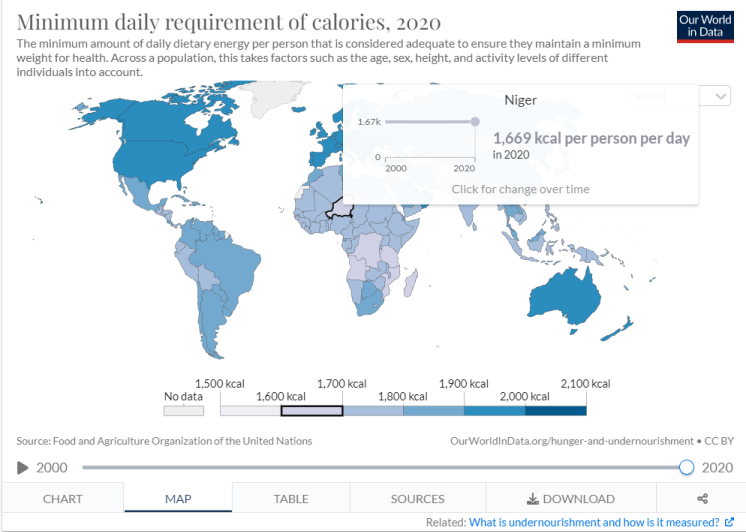 Minimum daily requirement of calories, 2020
Our World
in Data
The minimum amount of daily dietary energy per person that is considered adequate to ensure they maintain a minimum
weight for health. Across a population, this takes factors such as the age, sex, height, and activity levels of different
individuals into account.
World
Niger
1.67k
1,669 kcal per person per day
in 2020
0
2000 2020
Click for change over time
1,500 kcal 1,700 kcal 1,900 kcal 2,100 kcal
No data 1,600 kcal 1,800 kcal 2,000 kcal
Source: Food and Agriculture Organization of the United Nations
OurWorldInData.org/hunger-and-undernourishment • CC BY
2000 2020
CHART MAP TABLE SOURCES DOWNLOAD
Related: What is undernourishment and how is it measured?